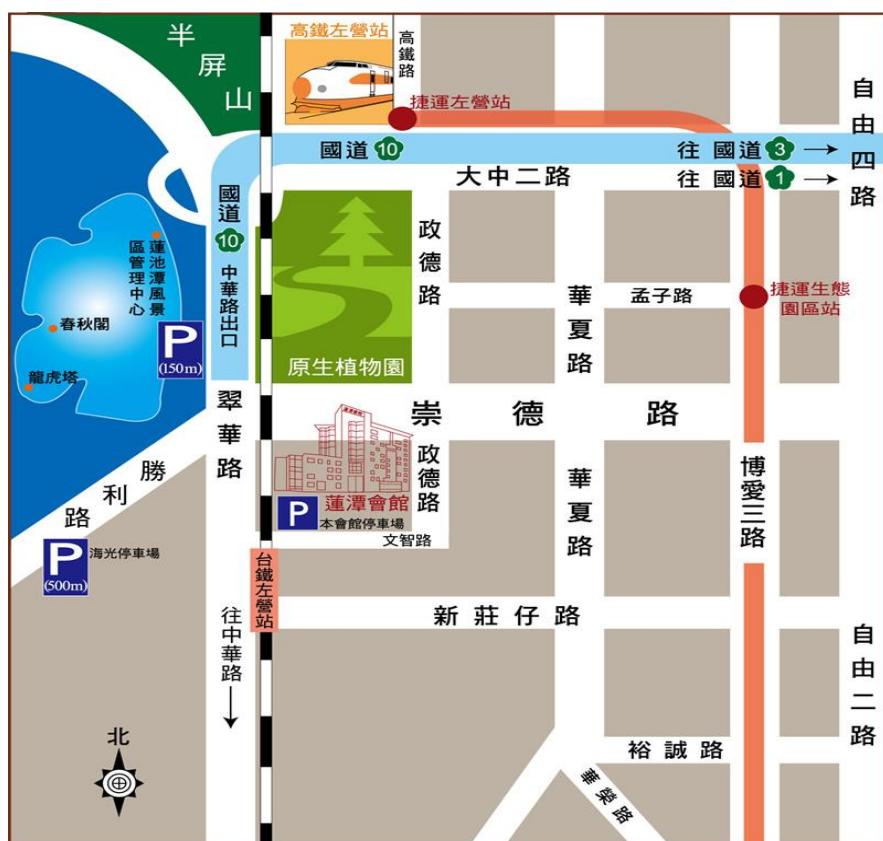 半屏山
高鐵左營站
高鐵路
捷運左營站
自由四路
國道 10
往 國道 3 →
大中二路
往 國道 1 →
國道 10 中華路出口
蓮池潭風景
區管理中心
春秋閣
P
(150m)
龍虎塔
原生植物園
政德路
華夏路
孟子路
捷運生態
園區站
翠華路
崇德路
蓮潭會館
蓮潭會館
P
本會館停車場
政德路
文智路
華夏路
博愛三路
勝利路
P
(500m)
海光停車場
台鐵左營站
往中華路
新莊仔路
自由二路
裕誠路
華榮路
北